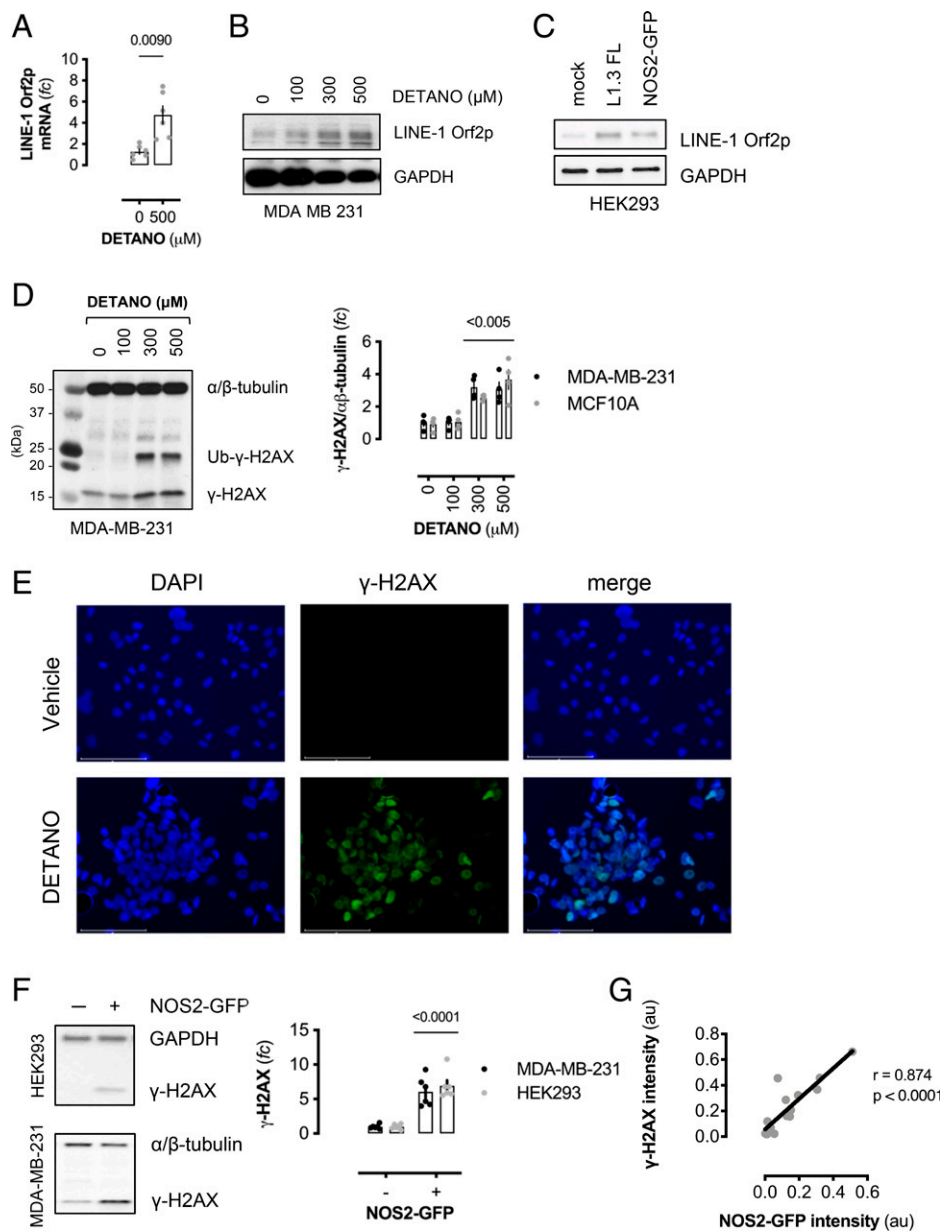 A
0.0090
LINE-1 Orf2p
mRNA (fc)
10
8
6
4
2
0
0 500
DETANO (µM)
B
0 100 300 500 DETANO (µM)
LINE-1 Orf2p
GAPDH
MDA MB 231
C
mock L1.3 FL NOS2-GFP
LINE-1 Orf2p
GAPDH
HEK293
D
DETANO (µM)
0 100 300 500
(kDa)
50
37
25
20
15
α/β-tubulin
Ub-γ-H2AX
γ-H2AX
MDA-MB-231
γ-H2AX/αβ-tubulin (fc)
<0.005
6
4
2
0
0 100 300 500
DETANO (µM)
MDA-MB-231
MCF10A
E
DAPI γ-H2AX merge
Vehicle
DETANO
F
– + NOS2-GFP
HEK293
GAPDH
γ-H2AX
MDA-MB-231
α/β-tubulin
γ-H2AX
γ-H2AX (fc)
<0.0001
15
10
5
0
- +
NOS2-GFP
MDA-MB-231
HEK293
G
γ-H2AX intensity (au)
0.8
0.6
0.4
0.2
0.0
r = 0.874
p < 0.0001
0.0 0.2 0.4 0.6
NOS2-GFP intensity (au)